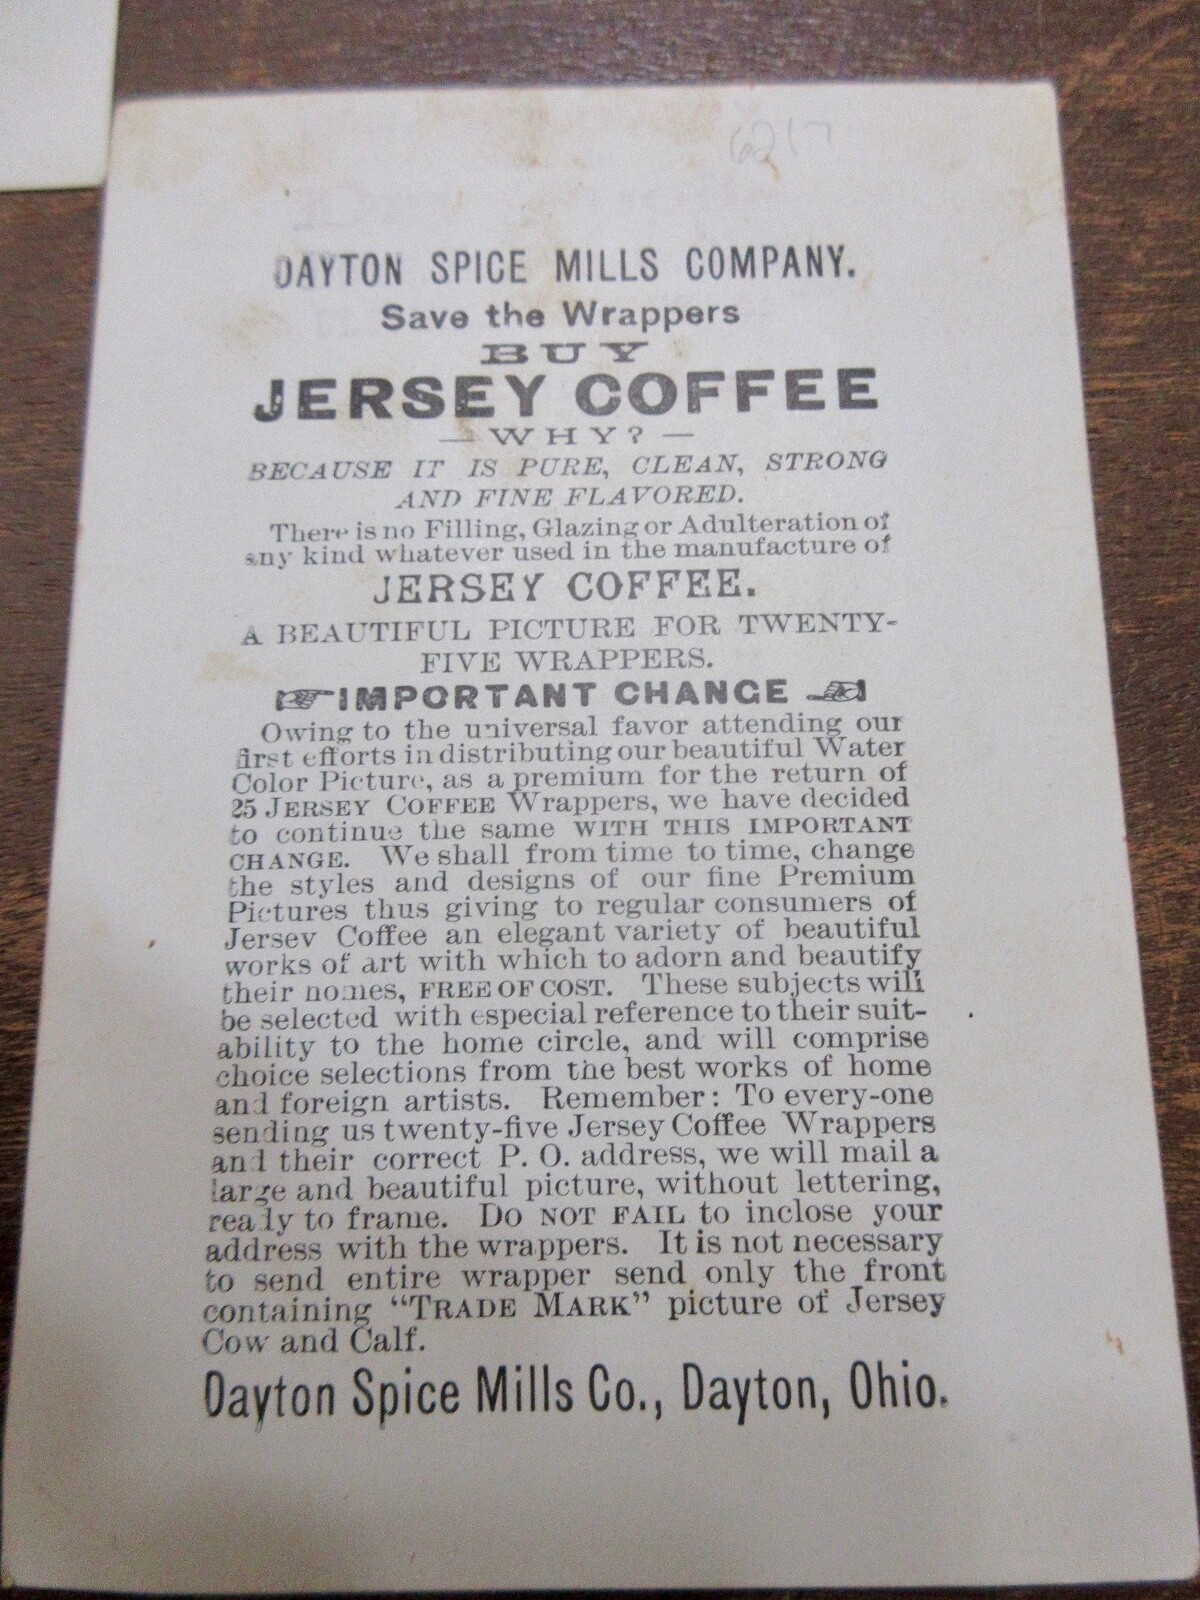 6217
DAYTON SPICE MILLS COMPANY.
Save the Wrappers
BUY
JERSEY COFFEE
— WHY? —
BECAUSE IT IS PURE, CLEAN, STRONG
AND FINE FLAVORED.
There is no Filling, Glazing or Adulteration of
any kind whatever used in the manufacture of
JERSEY COFFEE.
A BEAUTIFUL PICTURE FOR TWENTY-
FIVE WRAPPERS.
☞IMPORTANT CHANGE☜
Owing to the universal favor attending our
first efforts in distributing our beautiful Water
Color Picture, as a premium for the return of
25 JERSEY COFFEE Wrappers, we have decided
to continue the same WITH THIS IMPORTANT
CHANGE. We shall from time to time, change
the styles and designs of our fine Premium
Pictures thus giving to regular consumers of
Jersey Coffee an elegant variety of beautiful
works of art with which to adorn and beautify
their homes, FREE OF COST. These subjects will
be selected with especial reference to their suit-
ability to the home circle, and will comprise
choice selections from the best works of home
and foreign artists. Remember: To every-one
sending us twenty-five Jersey Coffee Wrappers
and their correct P. O. address, we will mail a
large and beautiful picture, without lettering,
ready to frame. DO NOT FAIL to inclose your
address with the wrappers. It is not necessary
to send entire wrapper send only the front
containing "TRADE MARK" picture of Jersey
Cow and Calf.
Dayton Spice Mills Co., Dayton, Ohio.